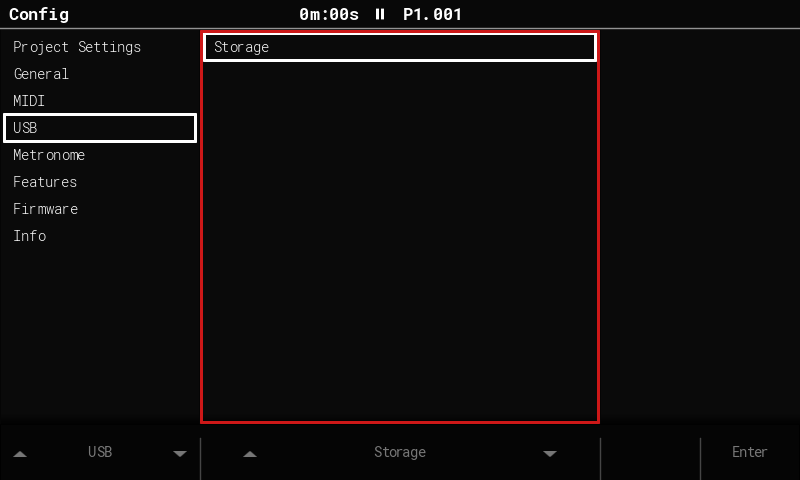 Config 0m:00s P1.001
Project Settings
General
MIDI
USB
Metronome
Features
Firmware
Info
Storage
USB Storage Enter